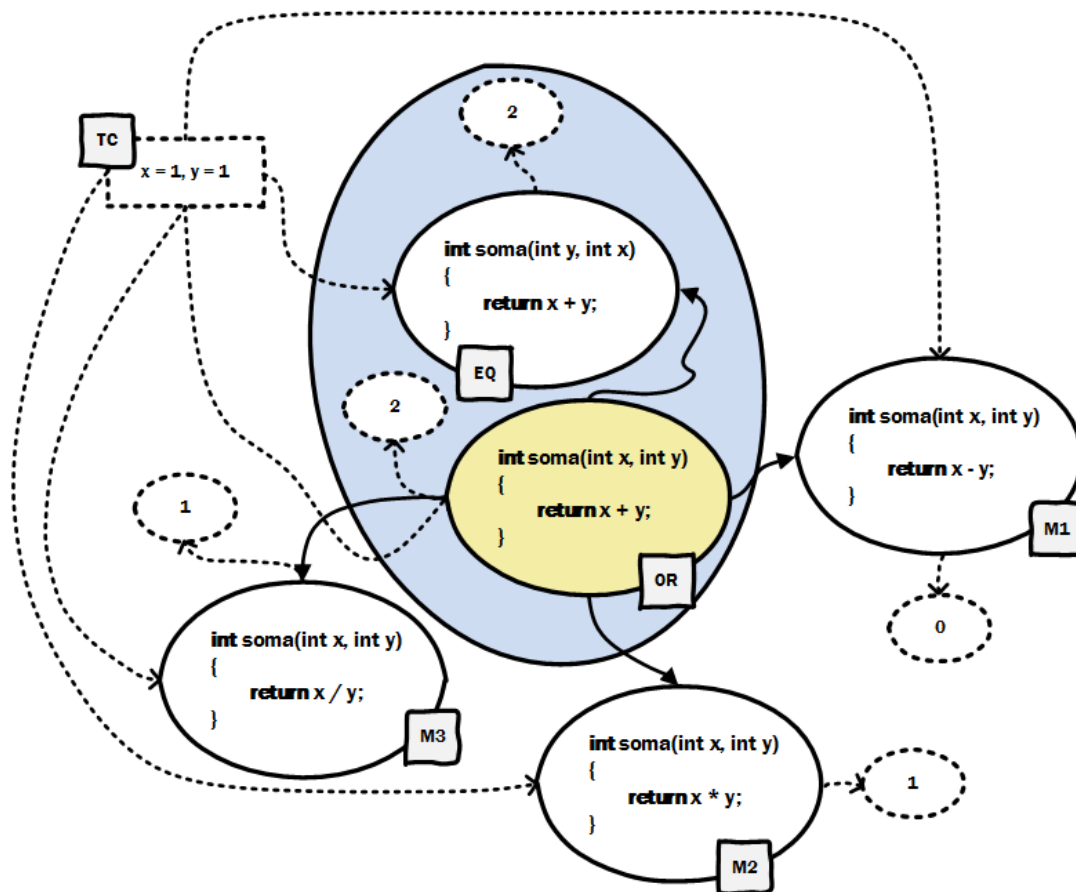 TC
x = 1, y = 1
2
int soma(int y, int x)
{
return x + y;
}
EQ
2
int soma(int x, int y)
{
return x + y;
}
OR
int soma(int x, int y)
{
return x - y;
}
M1
0
1
int soma(int x, int y)
{
return x / y;
}
M3
int soma(int x, int y)
{
return x * y;
}
M2
1